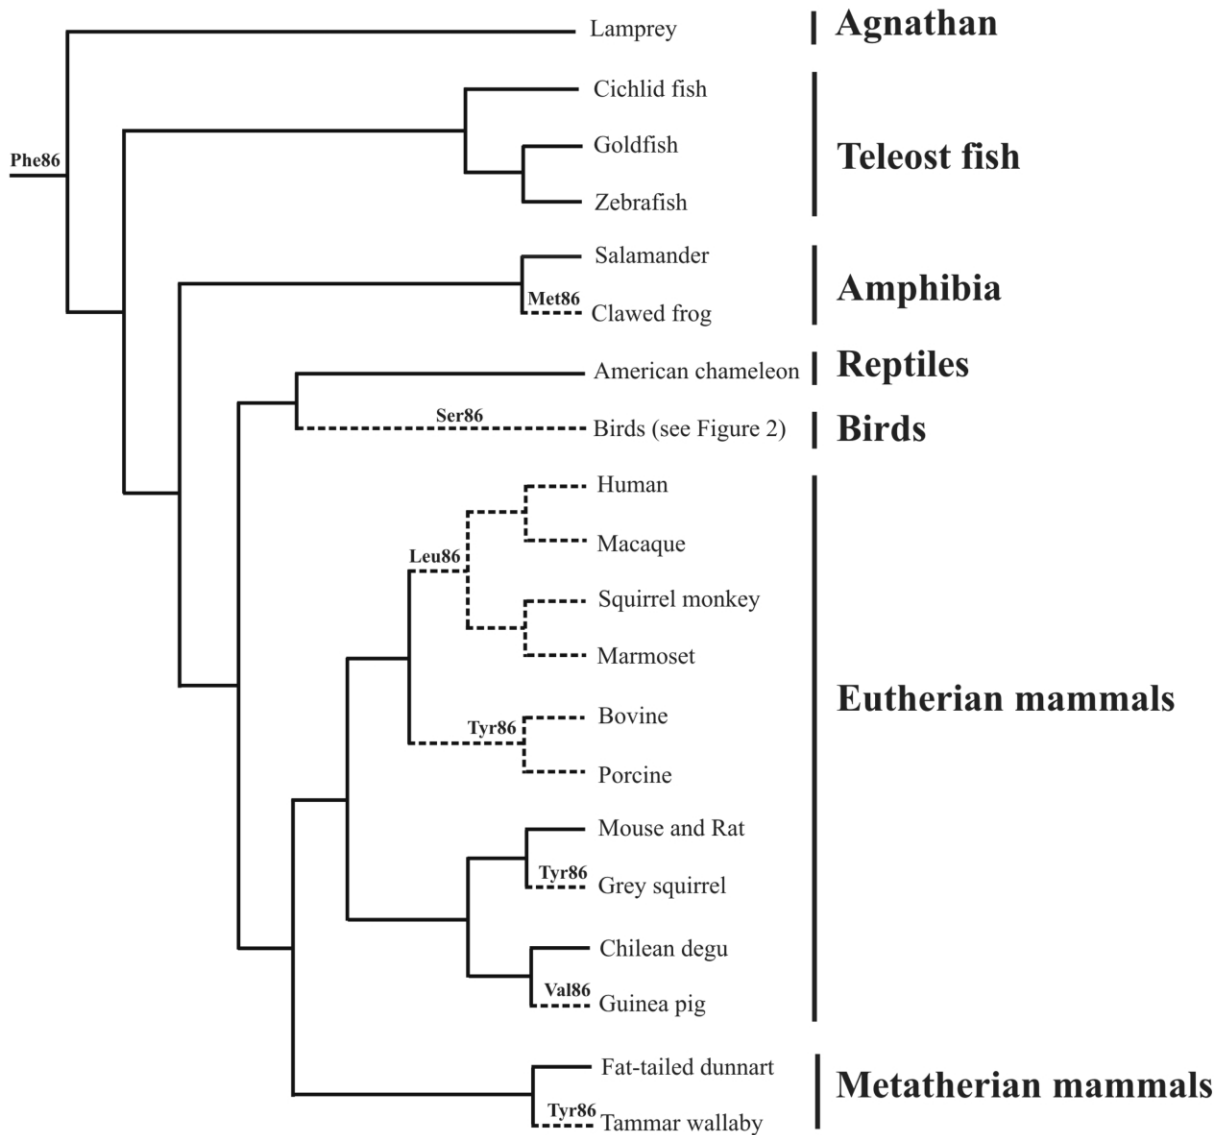 Lamprey
Agnathan
Cichlid fish
Phe86
Goldfish
Teleost fish
Zebrafish
Salamander
Met86
Clawed frog
Amphibia
American chameleon
Reptiles
Ser86
Birds (see Figure 2)
Birds
Human
Macaque
Leu86
Squirrel monkey
Marmoset
Eutherian mammals
Bovine
Tyr86
Porcine
Mouse and Rat
Tyr86
Grey squirrel
Chilean degu
Val86
Guinea pig
Fat-tailed dunnart
Metatherian mammals
Tyr86
Tammar wallaby